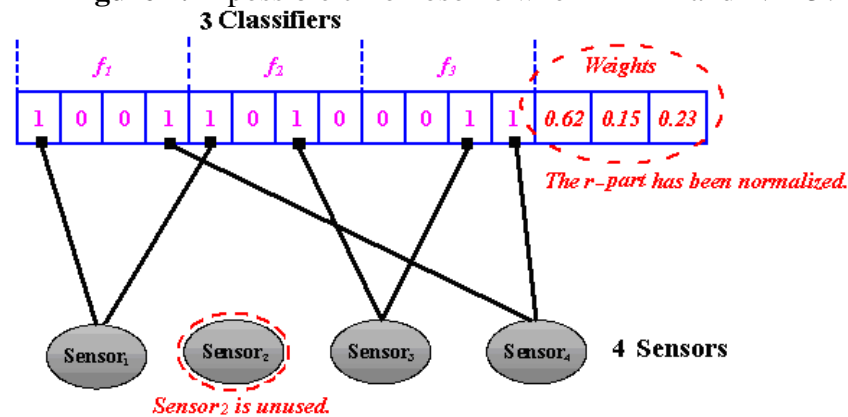 3 Classifiers
f1 f2 f3 Weights
1 0 0 1 1 0 1 0 0 0 1 1 0.62 0.15 0.23
The r-part has been normalized.
Sensor1 Sensor2 Sensor3 Sensor4 4 Sensors
Sensor2 is unused.